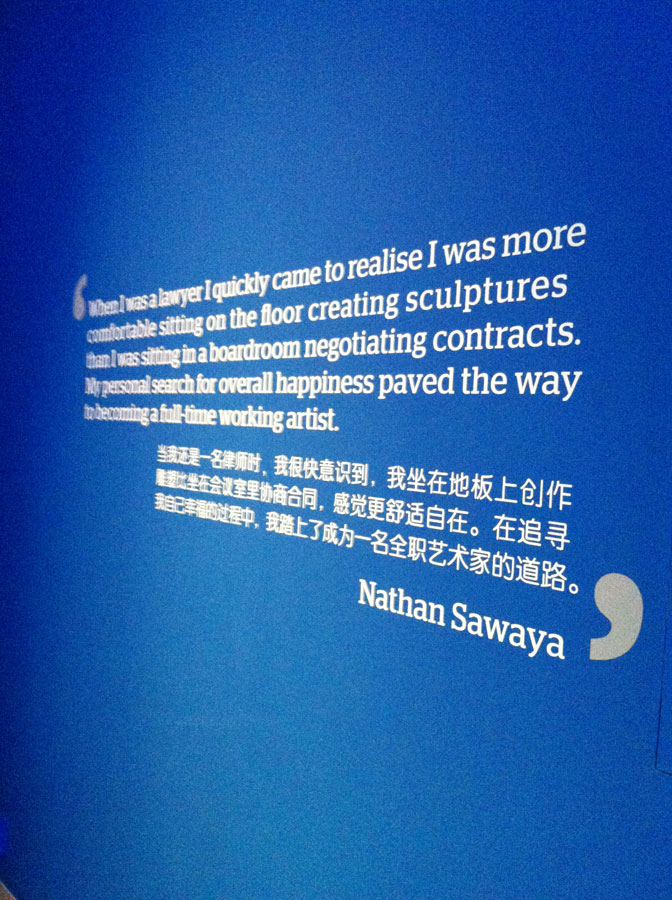 ‘When I was a lawyer I quickly came to realise I was more
comfortable sitting on the floor creating sculptures
than I was sitting in a boardroom negotiating contracts.
My personal search for overall happiness paved the way
to becoming a full-time working artist.
当我还是一名律师时，我很快意识到，我坐在地板上创作
雕塑比坐在会议室里协商合同，感觉更舒适自在。在追寻
我自己幸福的过程中，我踏上了成为一名全职艺术家的道路。’
Nathan Sawaya